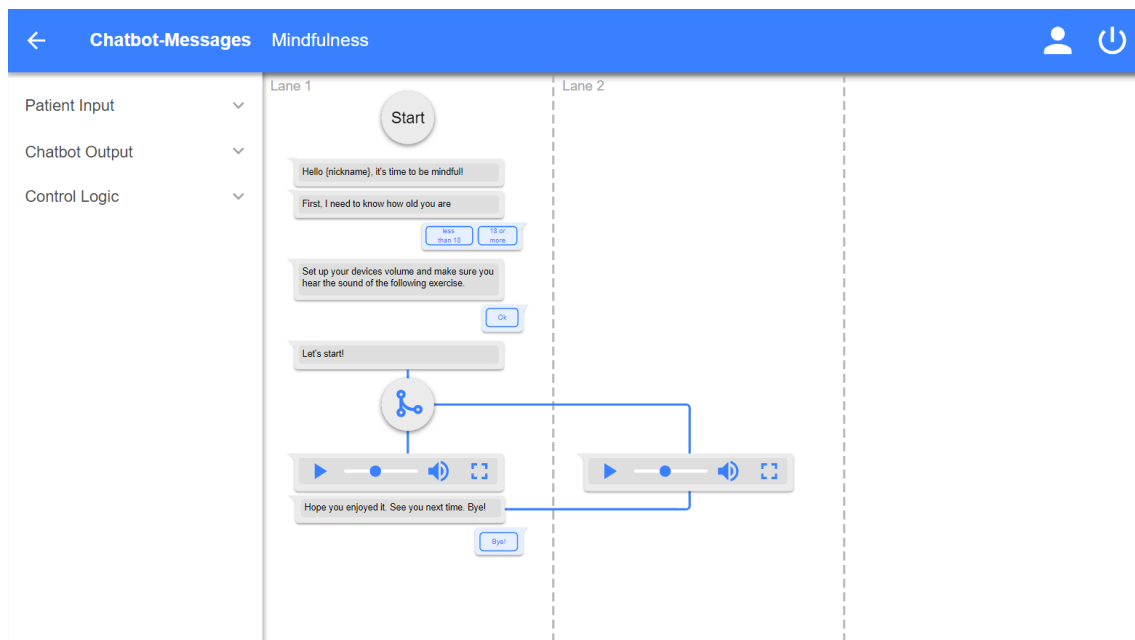 Chatbot-Messages Mindfulness
Patient Input
Chatbot Output
Control Logic
Lane 1
Lane 2
Start
Hello {nickname}, it's time to be mindful!
First, I need to know how old you are
less
than 18
18 or
more
Set up your devices volume and make sure you
hear the sound of the following exercise.
Ok
Let's start!
Hope you enjoyed it. See you next time. Bye!
Bye!